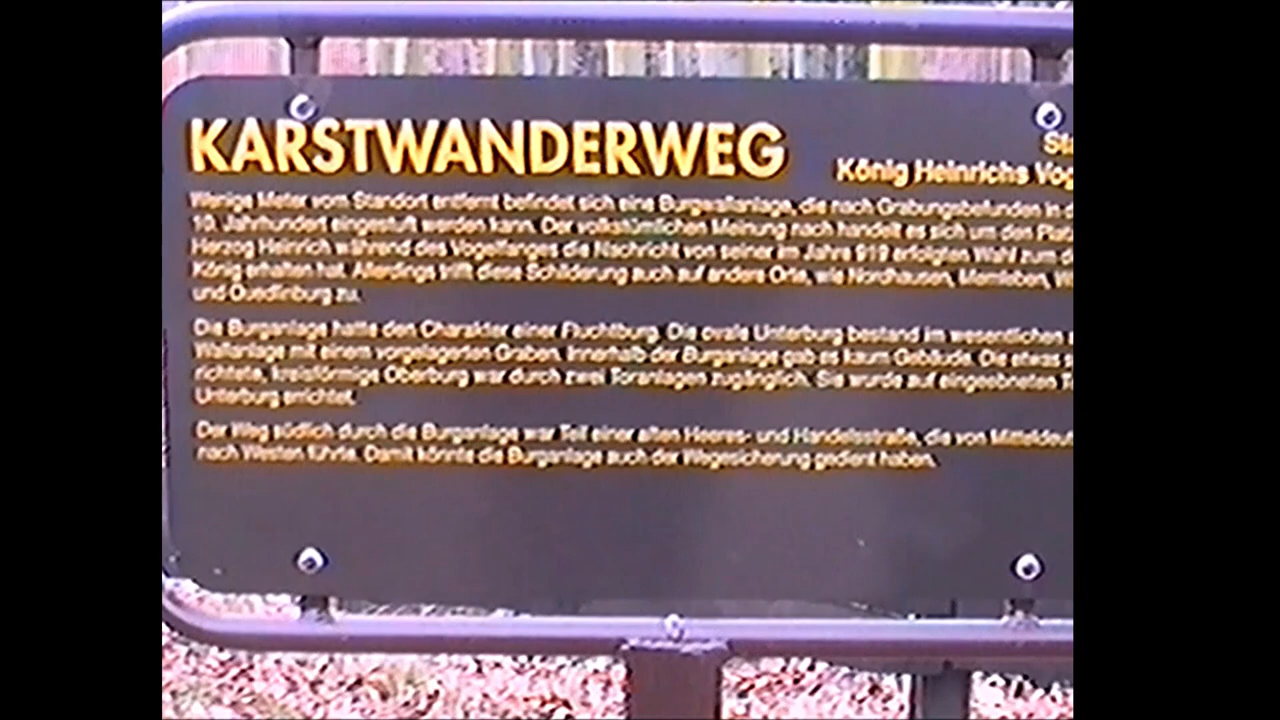 KARSTWANDERWEG
König Heinrichs Vog
Wenige Meter vom Standort entfernt befindet sich eine Burgwallanlage, die nach Grabungsbefunden in d
10. Jahrhundert eingestuft werden kann. Der volkstümlichen Meinung nach handelt es sich um den Platz
Herzog Heinrich während des Vogelfanges die Nachricht von seiner im Jahre 919 erfolgten Wahl zum d
König erhalten hat. Allerdings trifft diese Schilderung auch auf andere Orte, wie Nordhausen, Memleben, W
und Quedlinburg zu.
Die Burganlage hatte den Charakter einer Fluchtburg. Die ovale Unterburg bestand im wesentlichen
Wallanlage mit einem vorgelagerten Graben. Innerhalb der Burganlage gab es kaum Gebäude. Die etwas
richtete, kreisförmige Oberburg war durch zwei Toranlagen zugänglich. Sie wurde auf eingeebneten T
Unterburg errichtet.
Der Weg südlich durch die Burganlage war Teil einer alten Heeres- und Handelsstraße, die von Mitteldeut
nach Westen führte. Damit könnte die Burganlage auch der Wegesicherung gedient haben.